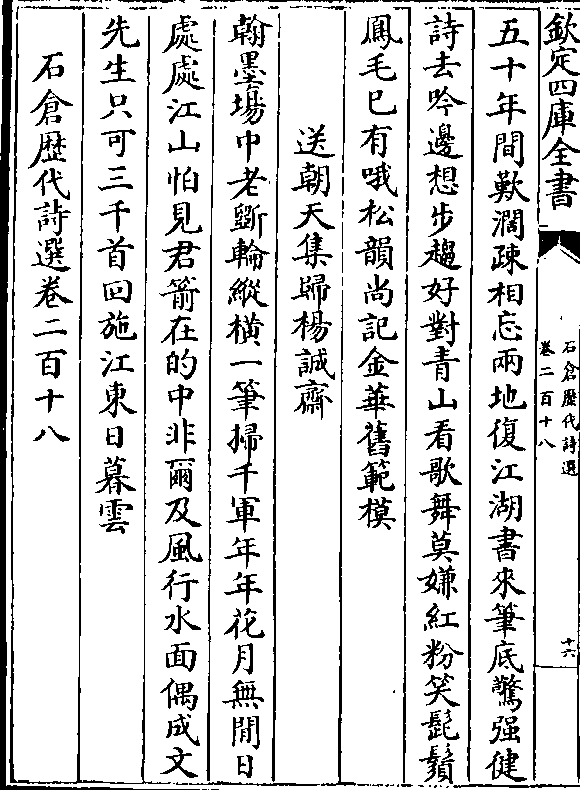 欽定四庫全書
石倉歴代詩選
卷二百十八
十六
五十年間歎濶疎相忘兩地復江湖書來筆底驚强健
詩去吟邊想步趨好對青山看歌舞莫嫌紅粉笑髭鬚
鳳毛已有哦松韻尚記金華舊範模
送朝天集歸楊誠齋
翰墨塲中老斵輪縱橫一筆掃千軍年年花月無閒日
處處江山怕見君箭在的中非爾及風行水面偶成文
先生只可三千首回施江東日暮雲
石倉歴代詩選卷二百十八